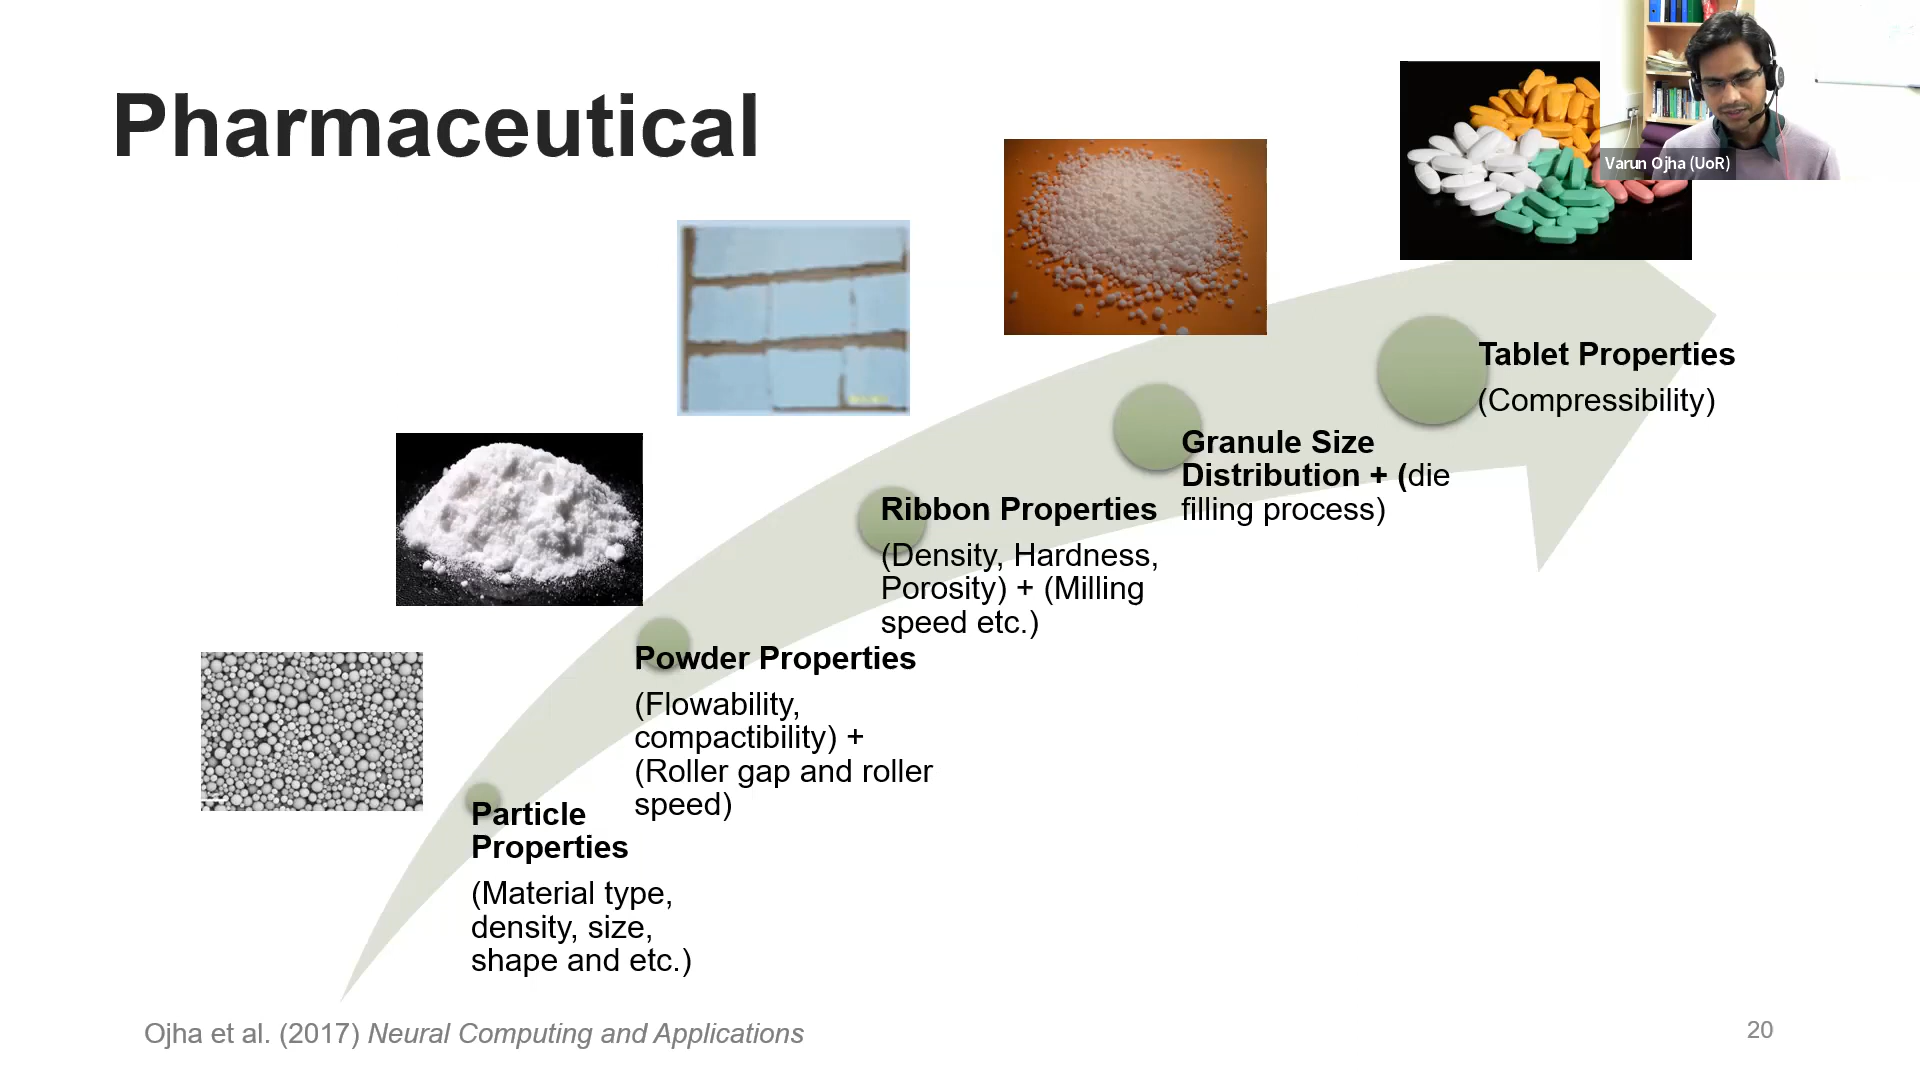 Pharmaceutical
Varun Ojha (UoR)
Tablet Properties
(Compressibility)
Granule Size
Distribution + (die
filling process)
Ribbon Properties
(Density, Hardness,
Porosity) + (Milling
speed etc.)
Powder Properties
(Flowability,
compactibility) +
(Roller gap and roller
speed)
Particle
Properties
(Material type,
density, size,
shape and etc.)
Ojha et al. (2017) Neural Computing and Applications
20